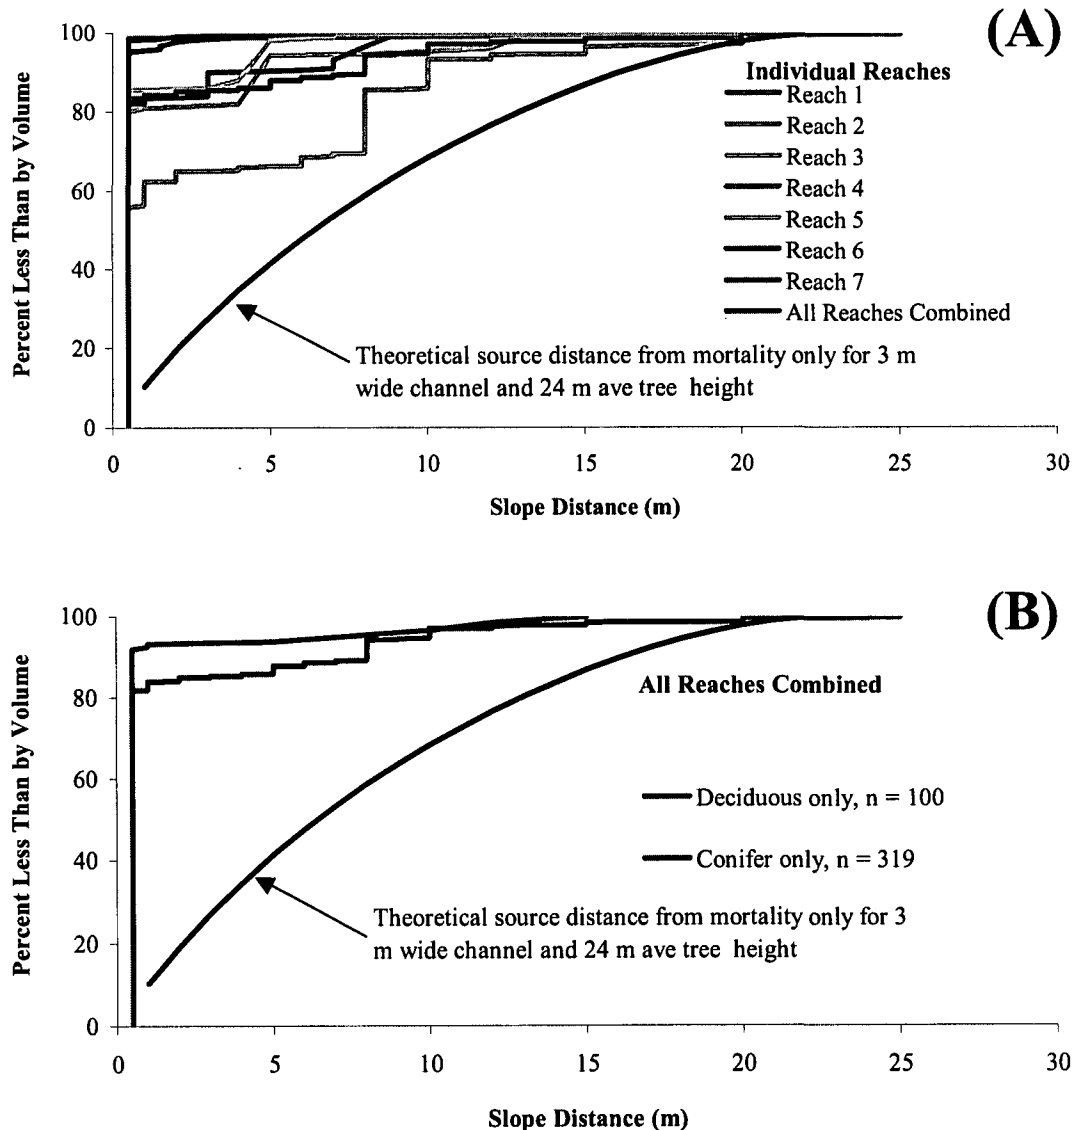 (A)
100
80
60
40
20
0
Percent Less Than by Volume
Individual Reaches
Reach 1
Reach 2
Reach 3
Reach 4
Reach 5
Reach 6
Reach 7
All Reaches Combined
Theoretical source distance from mortality only for 3 m
wide channel and 24 m ave tree height
0 5 10 15 20 25 30
Slope Distance (m)
(B)
100
80
60
40
20
0
Percent Less Than by Volume
All Reaches Combined
Deciduous only, n = 100
Conifer only, n = 319
Theoretical source distance from mortality only for 3
m wide channel and 24 m ave tree height
0 5 10 15 20 25 30
Slope Distance (m)